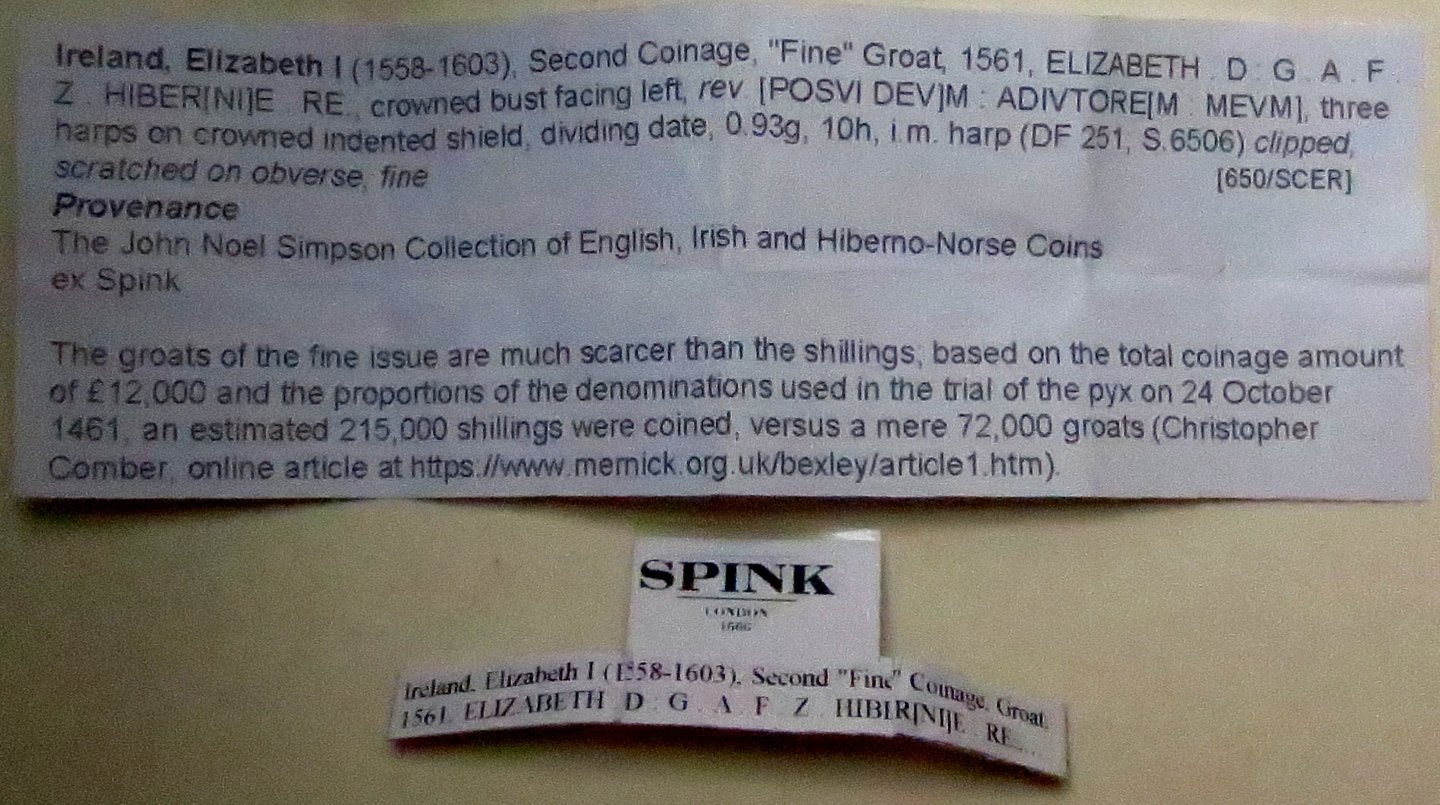 Ireland, Elizabeth I (1558-1603), Second Coinage, "Fine" Groat, 1561, ELIZABETH . D : G . A . F .
Z . HIBER[NI]E . RE., crowned bust facing left, rev. [POSVI DEV]M : ADIVTORE[M : MEVM], three
harps on crowned indented shield, dividing date, 0.93g, 10h, i.m. harp (DF 251, S.6506) clipped,
scratched on obverse, fine [650/SCER]
Provenance
The John Noel Simpson Collection of English, Irish and Hiberno-Norse Coins
ex Spink
The groats of the fine issue are much scarcer than the shillings, based on the total coinage amount
of £12,000 and the proportions of the denominations used in the trial of the pyx on 24 October
1461, an estimated 215,000 shillings were coined, versus a mere 72,000 groats (Christopher
Comber, online article at https://www.mernick.org.uk/bexley/article1.htm).
SPINK
LONDON
1666
Ireland, Elizabeth I (1558-1603), Second "Fine" Coinage, Groat,
1561, ELIZABETH D : G . A . F . Z . HIBER[NI]E . RE....